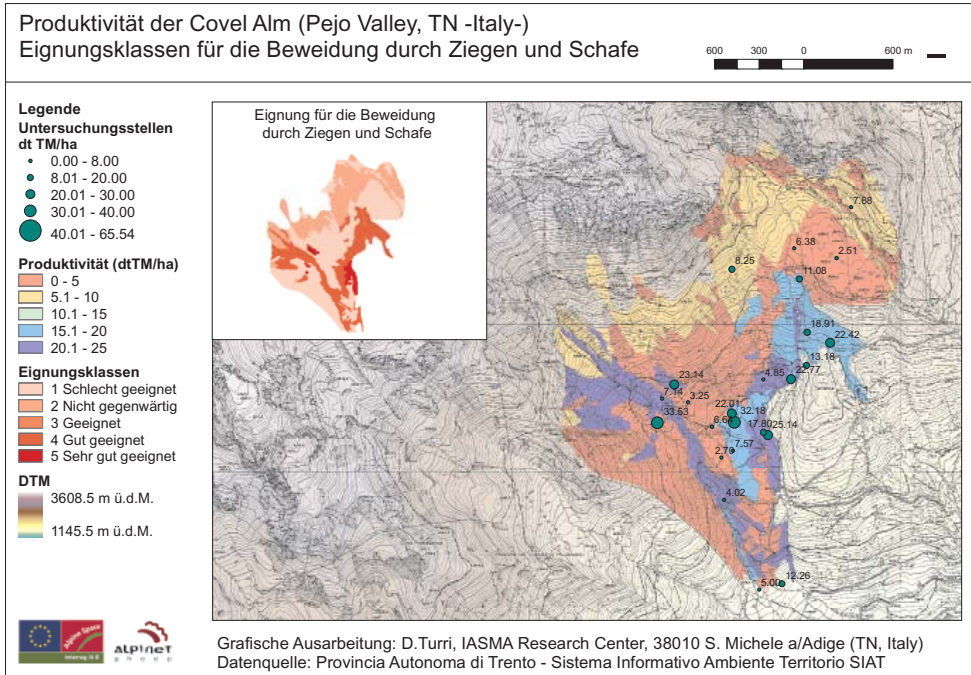 Produktivität der Covel Alm (Pejo Valley, TN -Italy-)
Eignungsklassen für die Beweidung durch Ziegen und Schafe
600 300 0 600 m
Legende
Untersuchungsstellen
dt TM/ha
0.00 - 8.00
8.01 - 20.00
20.01 - 30.00
30.01 - 40.00
40.01 - 65.54
Produktivität (dtTM/ha)
0 - 5
5.1 - 10
10.1 - 15
15.1 - 20
20.1 - 25
Eignungsklassen
1 Schlecht geeignet
2 Nicht gegenwärtig
3 Geeignet
4 Gut geeignet
5 Sehr gut geeignet
DTM
3608.5 m ü.d.M.
1145.5 m ü.d.M.
Eignung für die Beweidung
durch Ziegen und Schafe
7.88
6.38
2.51
8.25
11.08
18.91
22.42
13.18
4.85
22.77
23.14
7.14
3.25
22.01
32.18
33.53
6.64
17.80
25.14
7.57
2.70
4.02
12.26
5.00
Alpine Space
Interreg III B
ALPINET
gheep
Grafische Ausarbeitung: D.Turri, IASMA Research Center, 38010 S. Michele a/Adige (TN, Italy)
Datenquelle: Provincia Autonoma di Trento - Sistema Informativo Ambiente Territorio SIAT